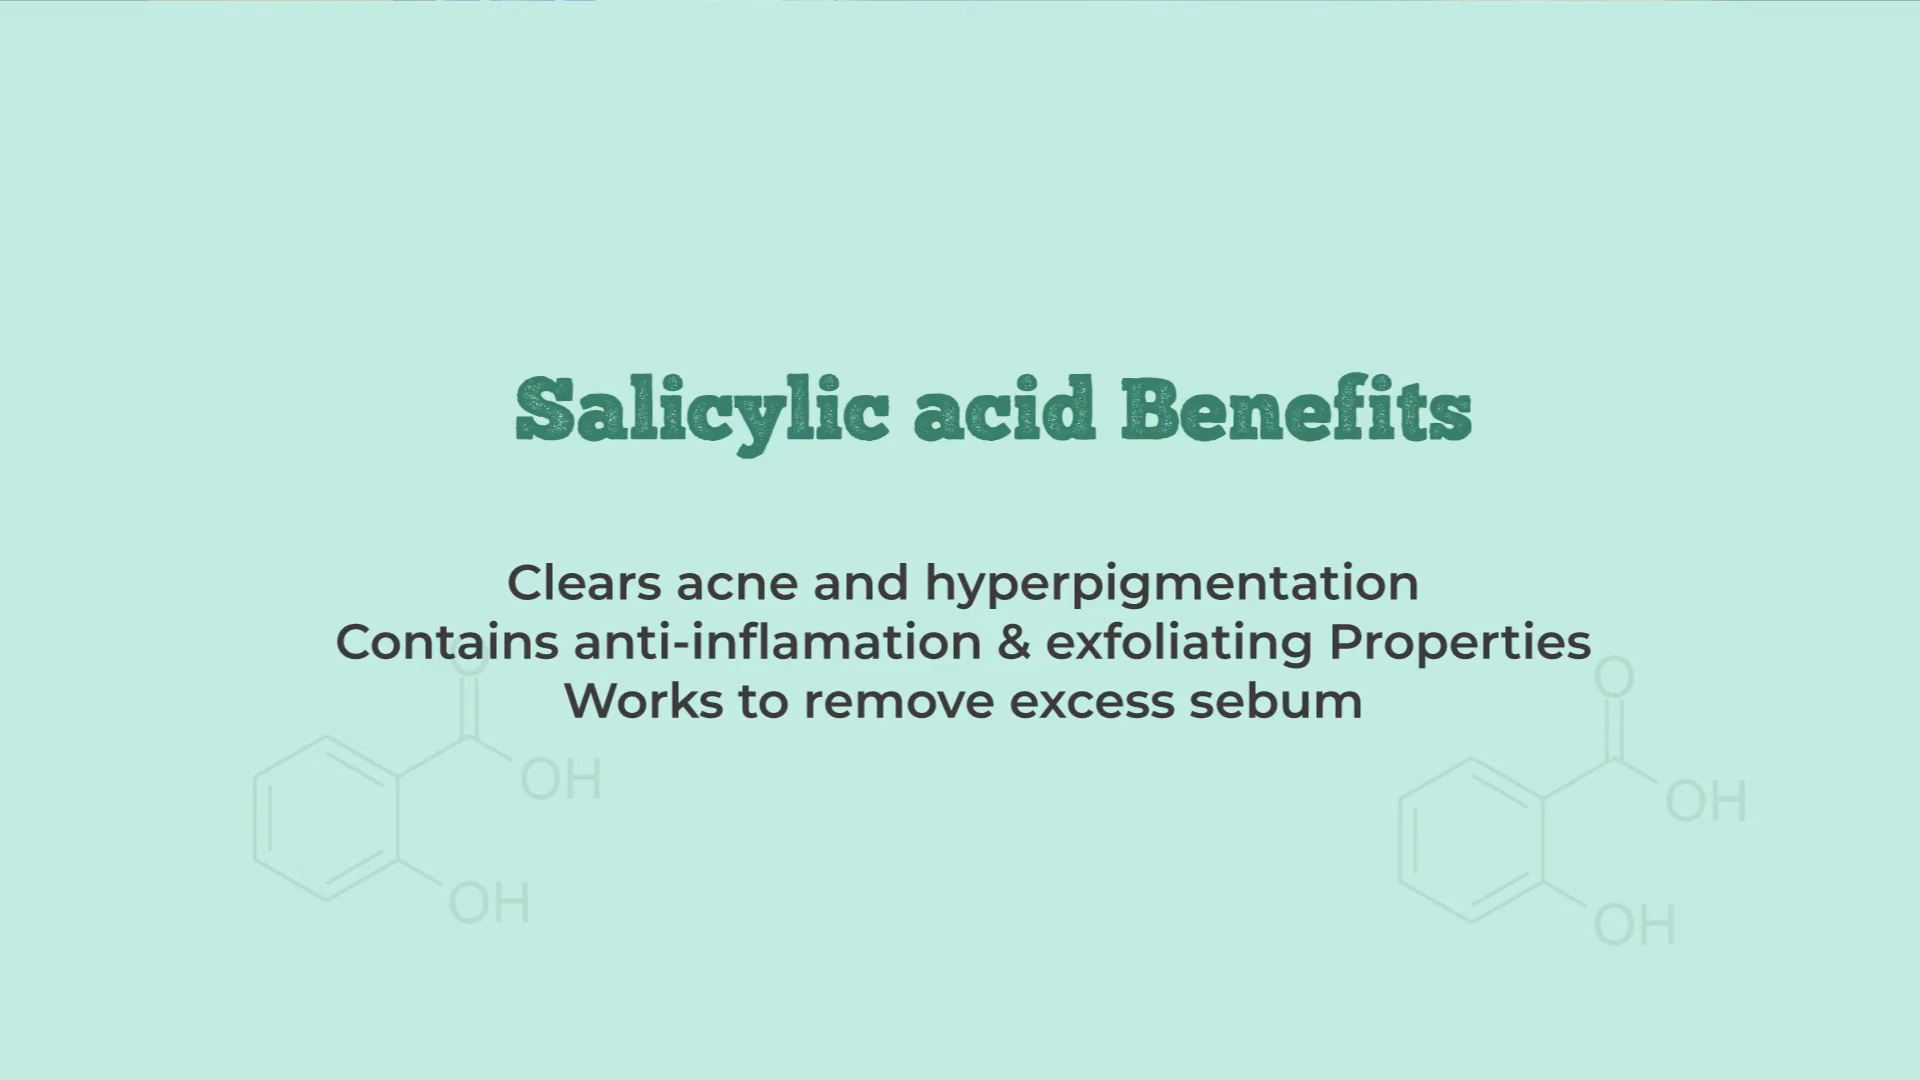 Salicylic acid Benefits
Clears acne and hyperpigmentation
Contains anti-inflamation & exfoliating Properties
Works to remove excess sebum
O
OH
OH
O
OH
OH